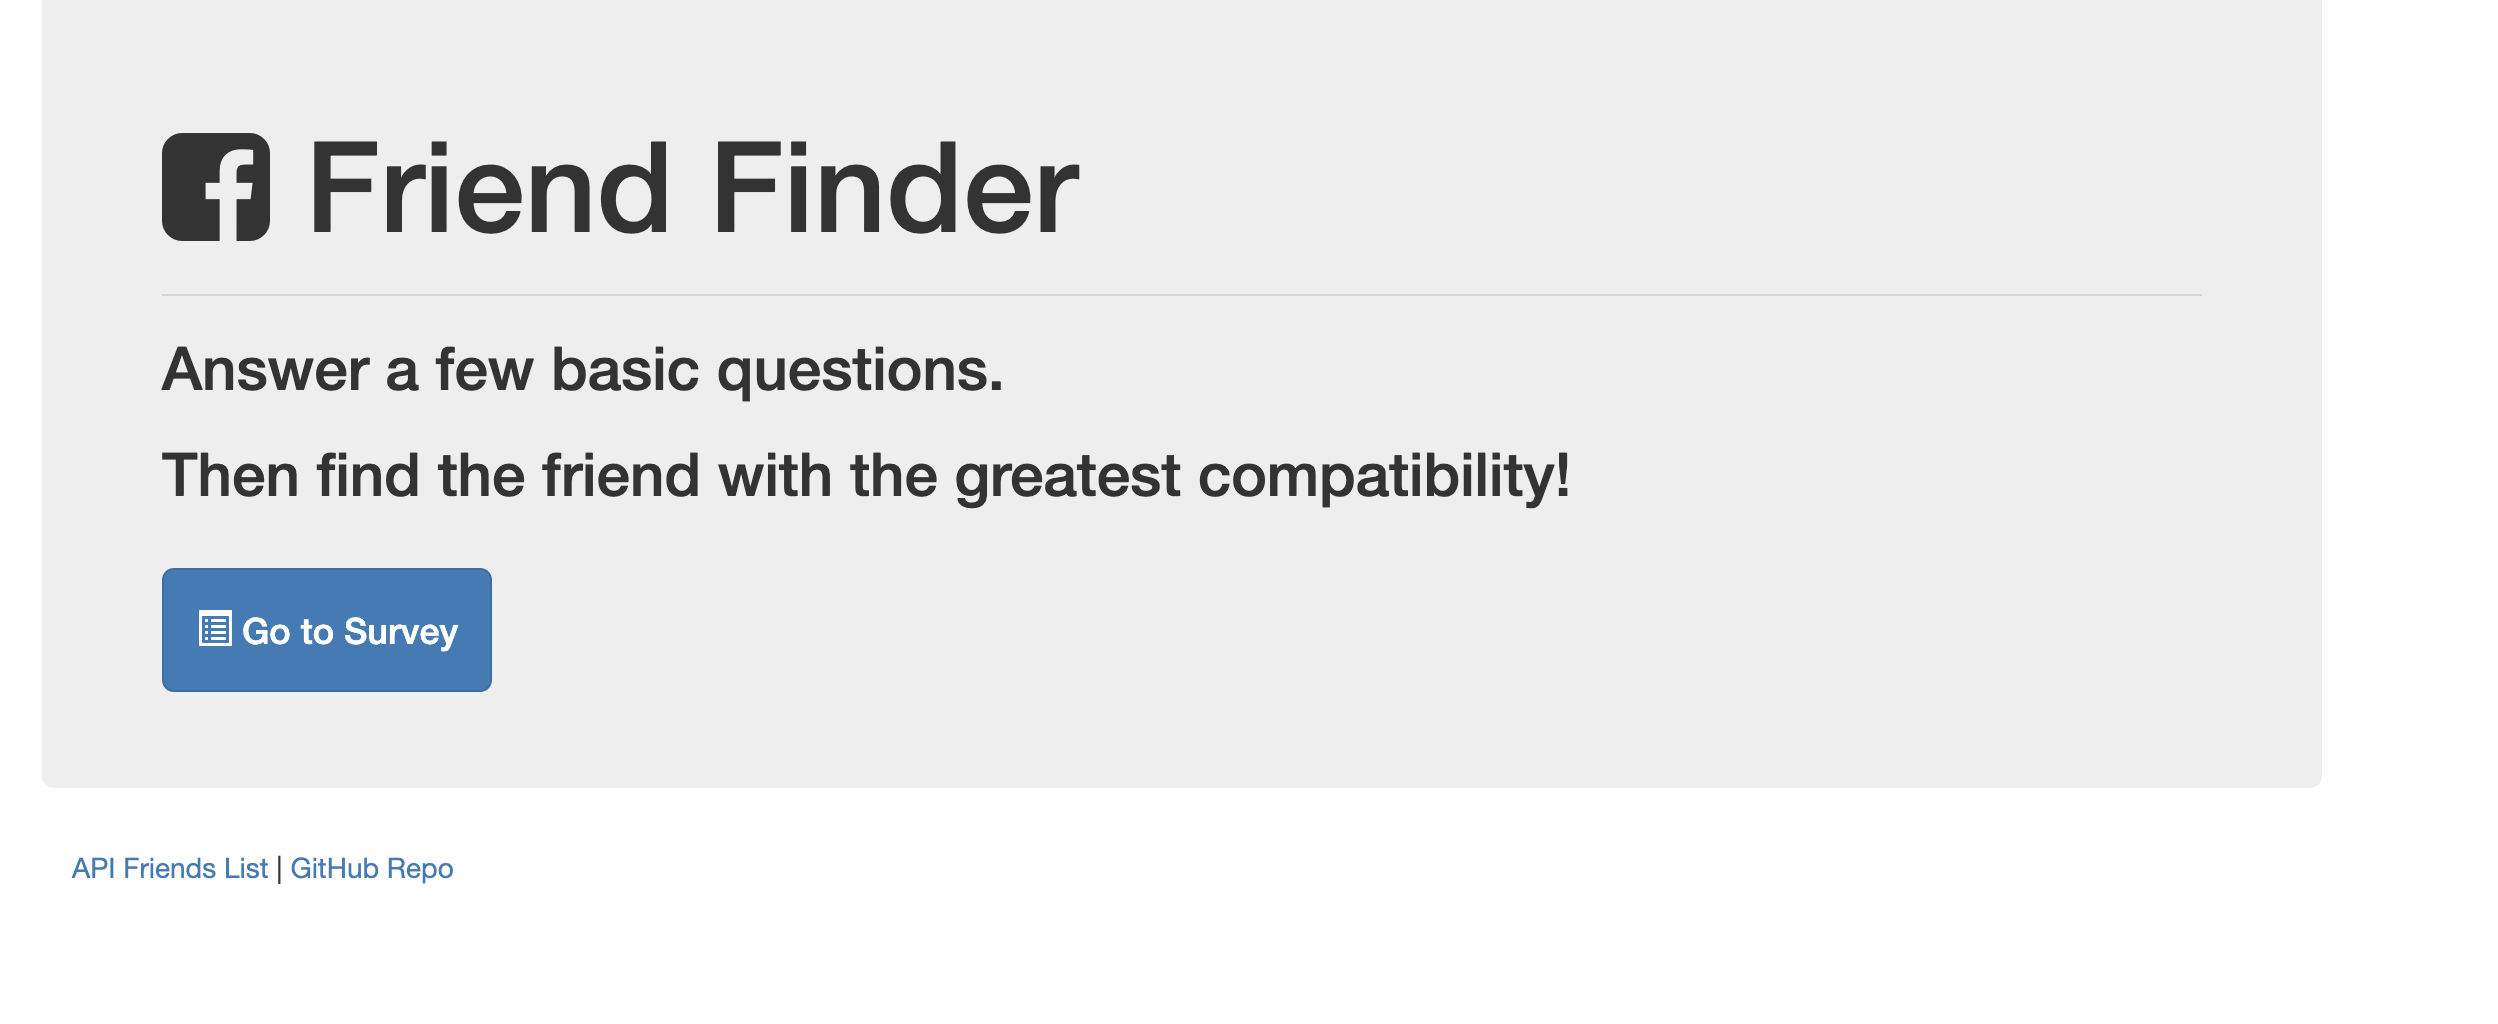 Friend Finder
Answer a few basic questions.
Then find the friend with the greatest compatibility!
Go to Survey
API Friends List | GitHub Repo